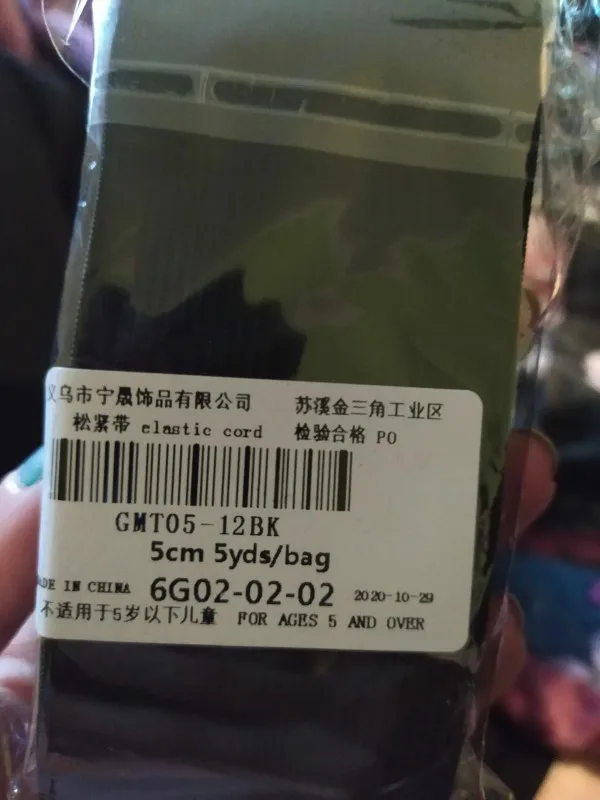 义乌市宁晟饰品有限公司 苏溪金三角工业区
松紧带 elastic cord 检验合格 PO
GMT05-12BK
5cm 5yds/bag
MADE IN CHINA 6G02-02-02 2020-10-29
不适用于5岁以下儿童 FOR AGES 5 AND OVER